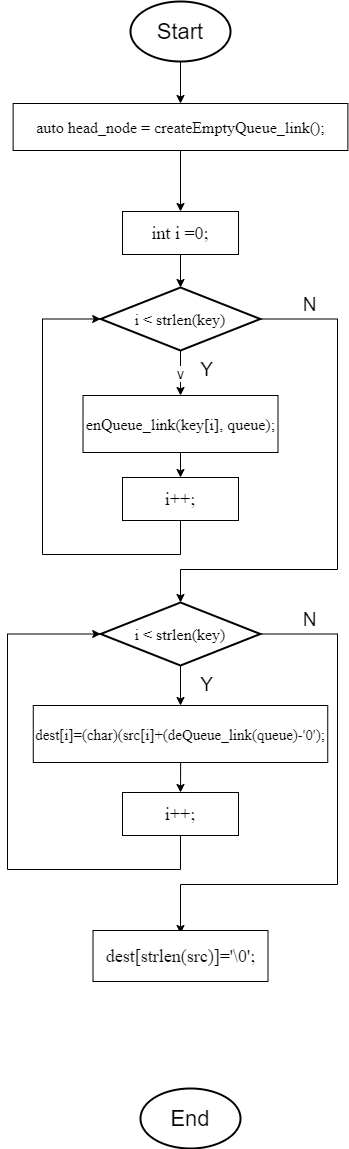 Start
auto head_node = createEmptyQueue_link();
int i =0;
i < strlen(key)
N
v
Y
enQueue_link(key[i], queue);
i++;
i < strlen(key)
N
Y
dest[i]=(char)(src[i]+(deQueue_link(queue)-'0');
i++;
dest[strlen(src)]='\0';
End